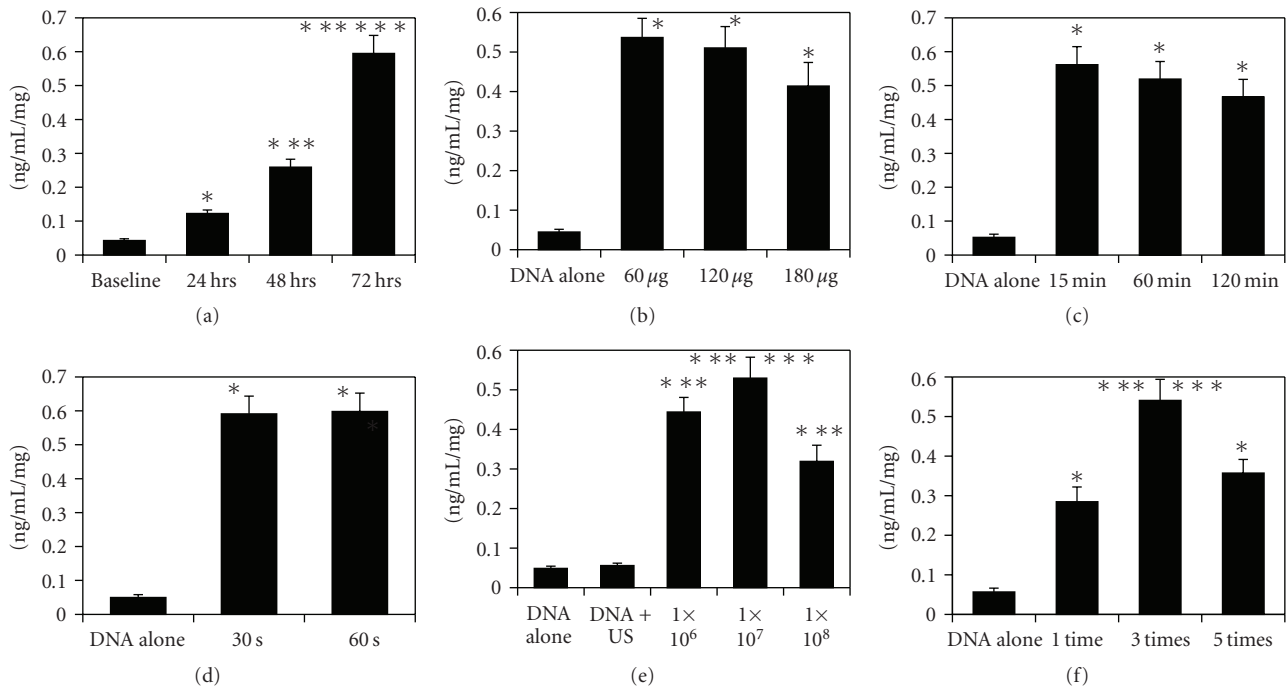 0.7
0.6
0.5
0.4
0.3
0.2
0.1
0
(ng/mL/mg)
* ** * * *
* **
*
Baseline 24 hrs 48 hrs 72 hrs
(a)
0.6
0.5
0.4
0.3
0.2
0.1
0
(ng/mL/mg)
* * *
DNA alone 60 µg 120 µg 180 µg
(b)
0.7
0.6
0.5
0.4
0.3
0.2
0.1
0
(ng/mL/mg)
* * *
DNA alone 15 min 60 min 120 min
(c)
0.7
0.6
0.5
0.4
0.3
0.2
0.1
0
(ng/mL/mg)
* *
*
DNA alone 30 s 60 s
(d)
0.6
0.5
0.4
0.3
0.2
0.1
0
(ng/mL/mg)
* ** * * * *
* **
* **
DNA DNA + 1× 1× 1×
alone US 10⁶ 10⁷ 10⁸
(e)
0.6
0.5
0.4
0.3
0.2
0.1
0
(ng/mL/mg)
* ** * * * *
* *
DNA alone 1 time 3 times 5 times
(f)